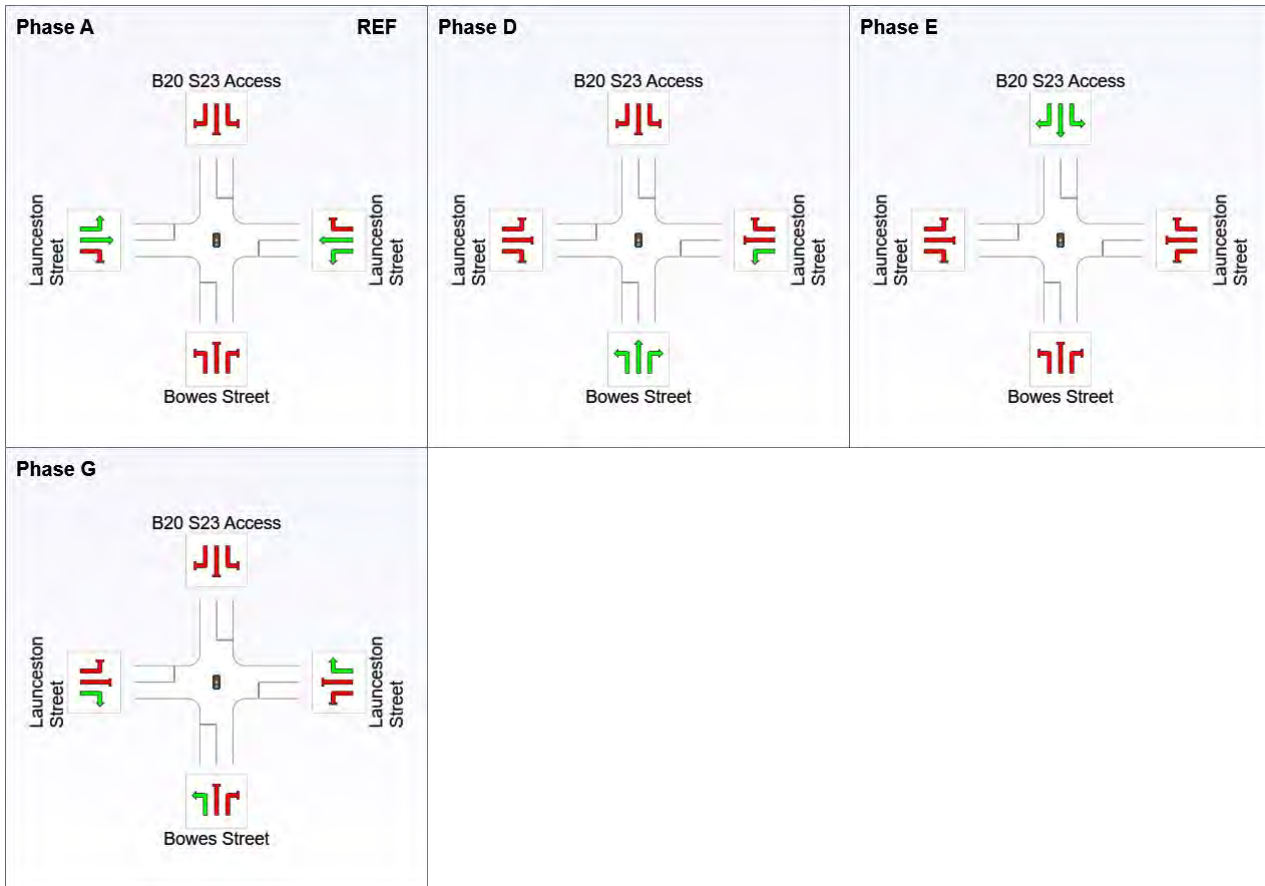 Phase A
REF
B20 S23 Access
Launceston
Street
Launceston
Street
Bowes Street
Phase D
B20 S23 Access
Launceston
Street
Launceston
Street
Bowes Street
Phase E
B20 S23 Access
Launceston
Street
Launceston
Street
Bowes Street
Phase G
B20 S23 Access
Launceston
Street
Launceston
Street
Bowes Street